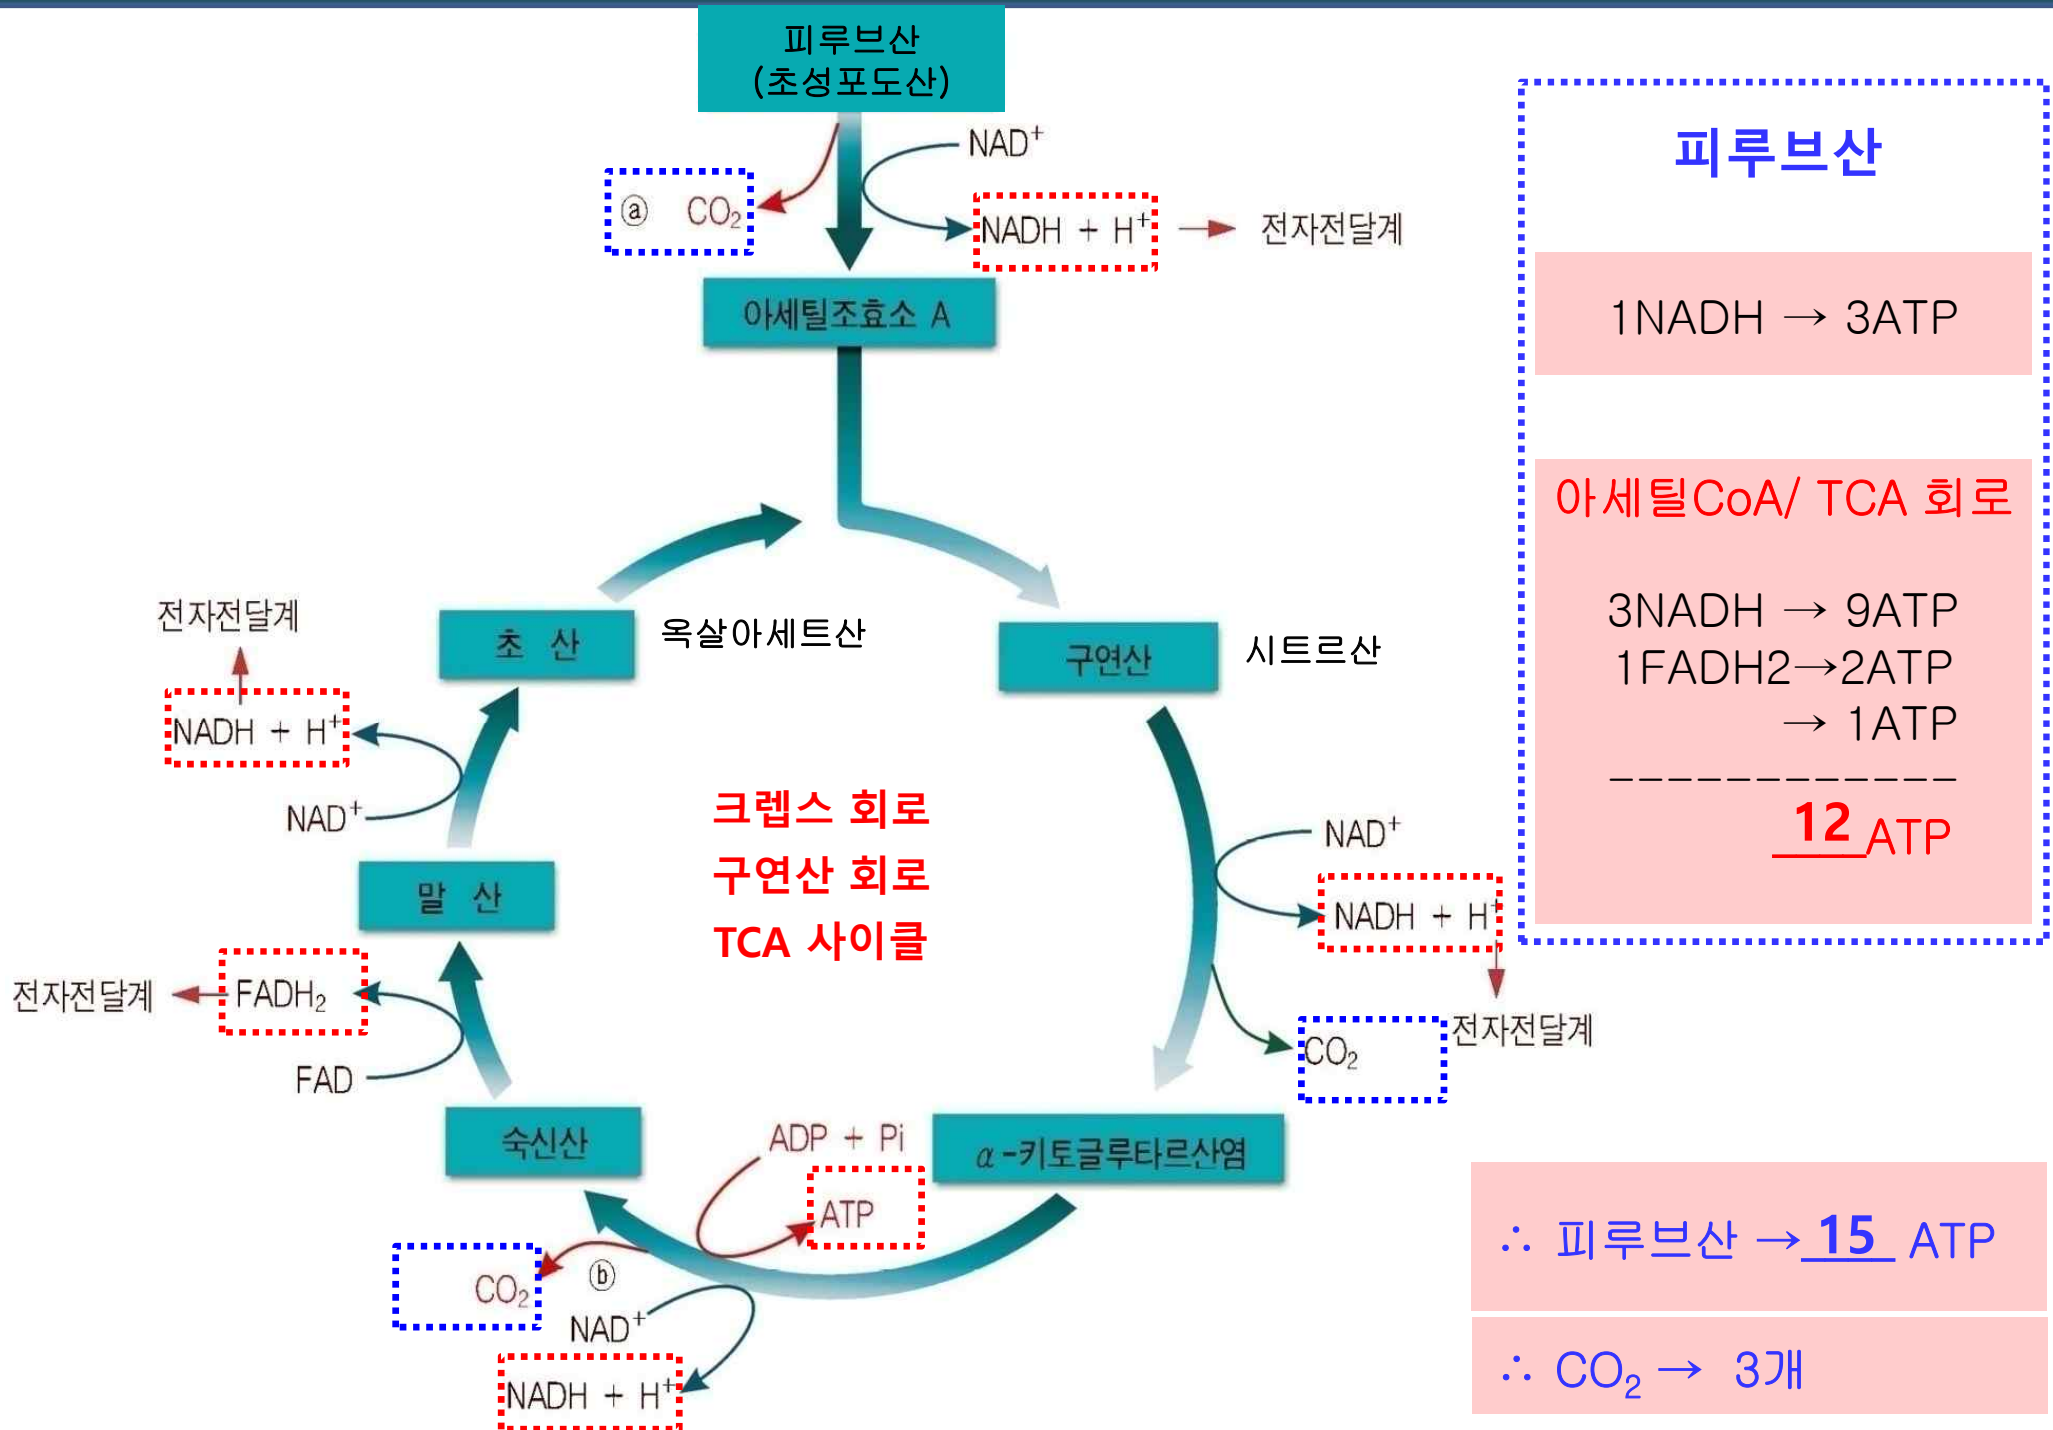 피루브산
(초성포도산)
NAD⁺
ⓐ CO₂
NADH + H⁺
전자전달계
아세틸조효소 A
전자전달계
초 산
옥살아세트산
구연산
시트르산
NADH + H⁺
NAD⁺
크렙스 회로
구연산 회로
TCA 사이클
NAD⁺
NADH + H⁺
말 산
전자전달계
FADH₂
FAD
CO₂
전자전달계
숙신산
ADP + Pi
ATP
α-키토글루타르산염
CO₂
ⓑ
NAD⁺
NADH + H⁺
피루브산
1NADH → 3ATP
아세틸CoA/ TCA 회로
3NADH → 9ATP
1FADH2→2ATP
→ 1ATP
------------
12 ATP
∴ 피루브산 → 15 ATP
∴ CO₂ → 3개